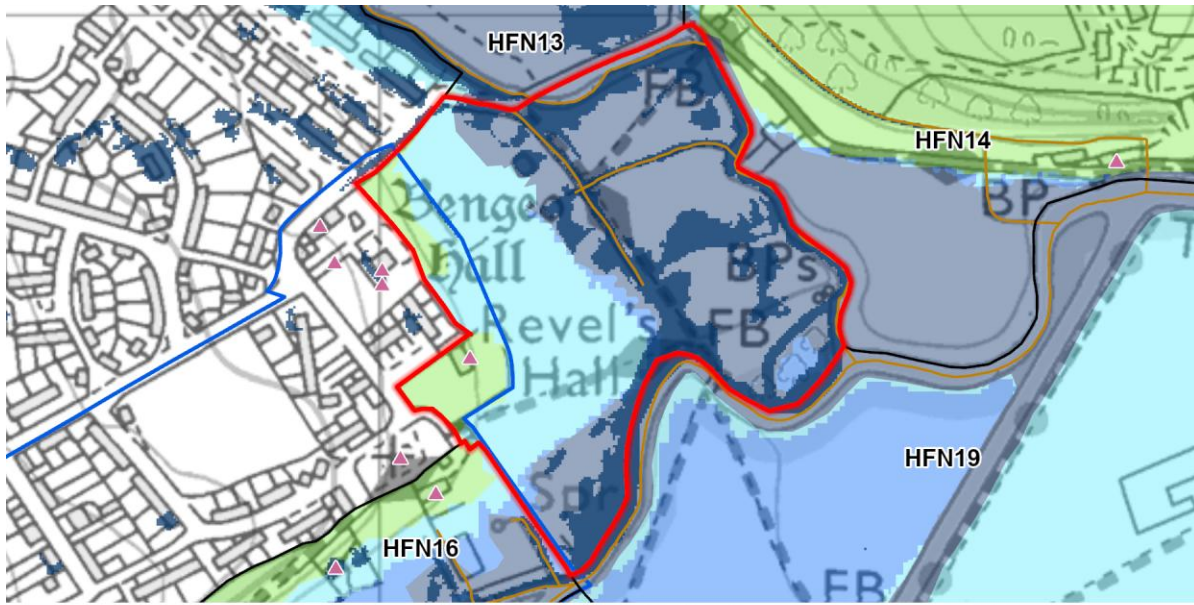 HFN13
FB
HFN14
BP
Bengeo
Hall
BPs
Revel's
FB
Hall
HFN19
Spr
HFN16
FB